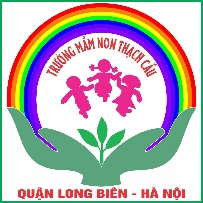 TRƯỜNG MẦM NON THẠCH CẦU
QUẬN LONG BIÊN - HÀ NỘI